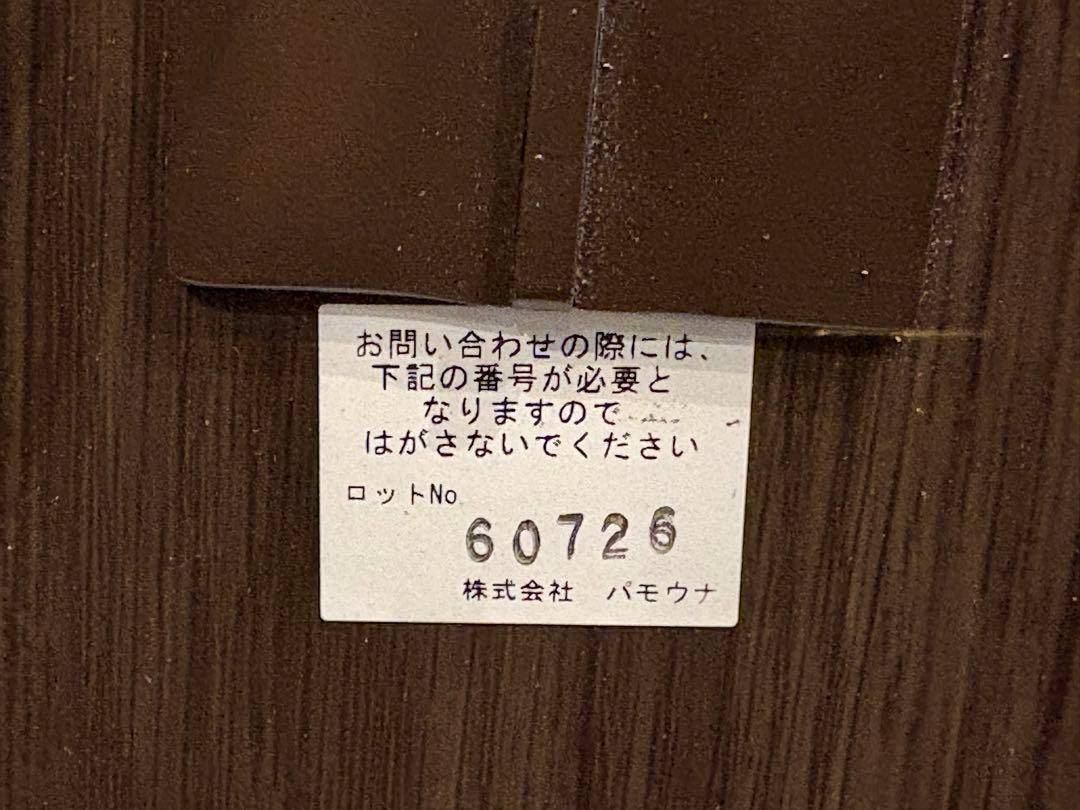 お問い合わせの際には、
下記の番号が必要と
なりますので
はがさないでください
ロットNo
60726
株式会社　パモウナ